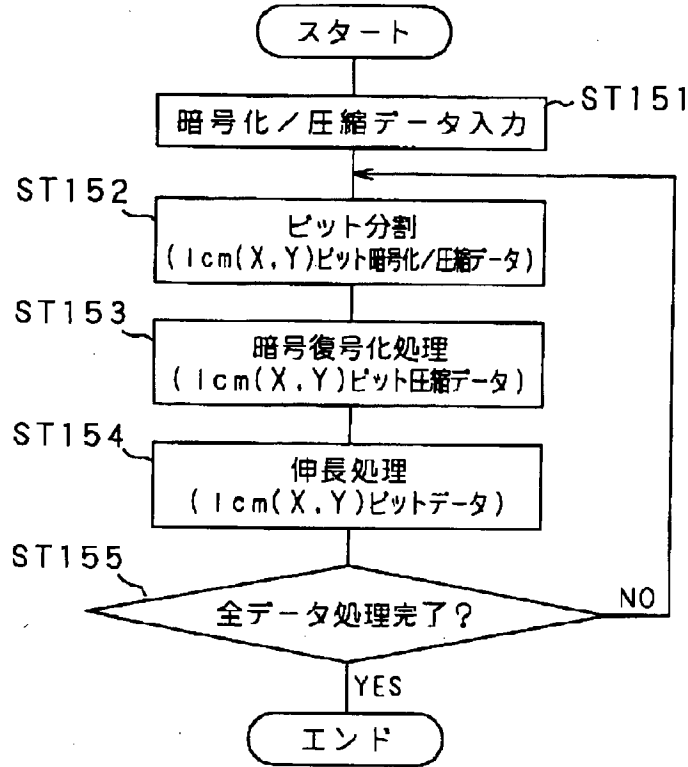 スタート
ST151
暗号化/圧縮データ入力
ST152
ビット分割
(lcm(X,Y)ビット暗号化/圧縮データ)
ST153
暗号復号化処理
(lcm(X,Y)ビット圧縮データ)
ST154
伸長処理
(lcm(X,Y)ビットデータ)
ST155
全データ処理完了?
NO
YES
エンド